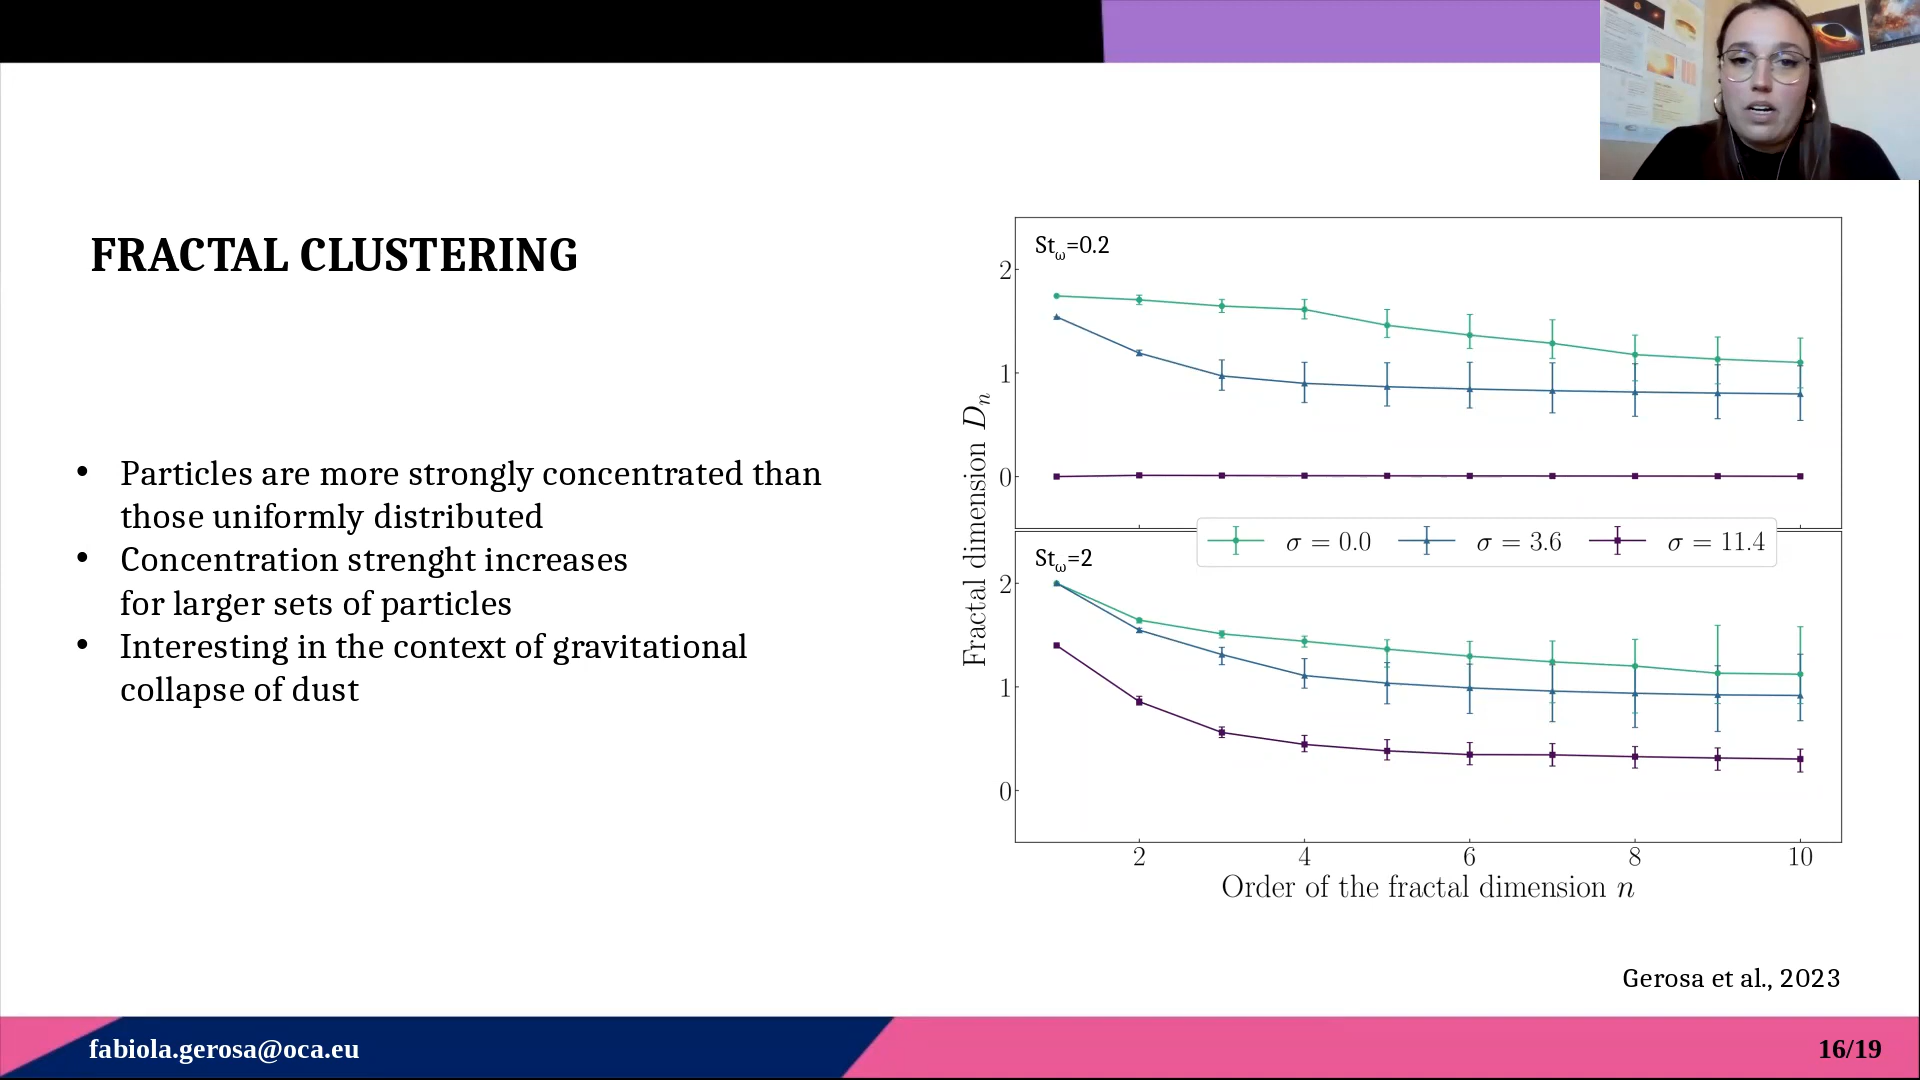 FRACTAL CLUSTERING
• Particles are more strongly concentrated than
those uniformly distributed
• Concentration strenght increases
for larger sets of particles
• Interesting in the context of gravitational
collapse of dust
Fractal dimension Dₙ
St_ω=0.2
2
1
0
σ = 0.0
σ = 3.6
σ = 11.4
St_ω=2
2
1
0
2 4 6 8 10
Order of the fractal dimension n
Gerosa et al., 2023
fabiola.gerosa@oca.eu
16/19